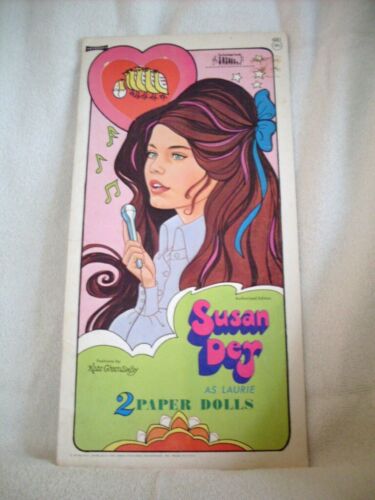 Authorized Edition
Susan
Dey
AS LAURIE
Fashions by
Kate Greenaway
2 PAPER DOLLS